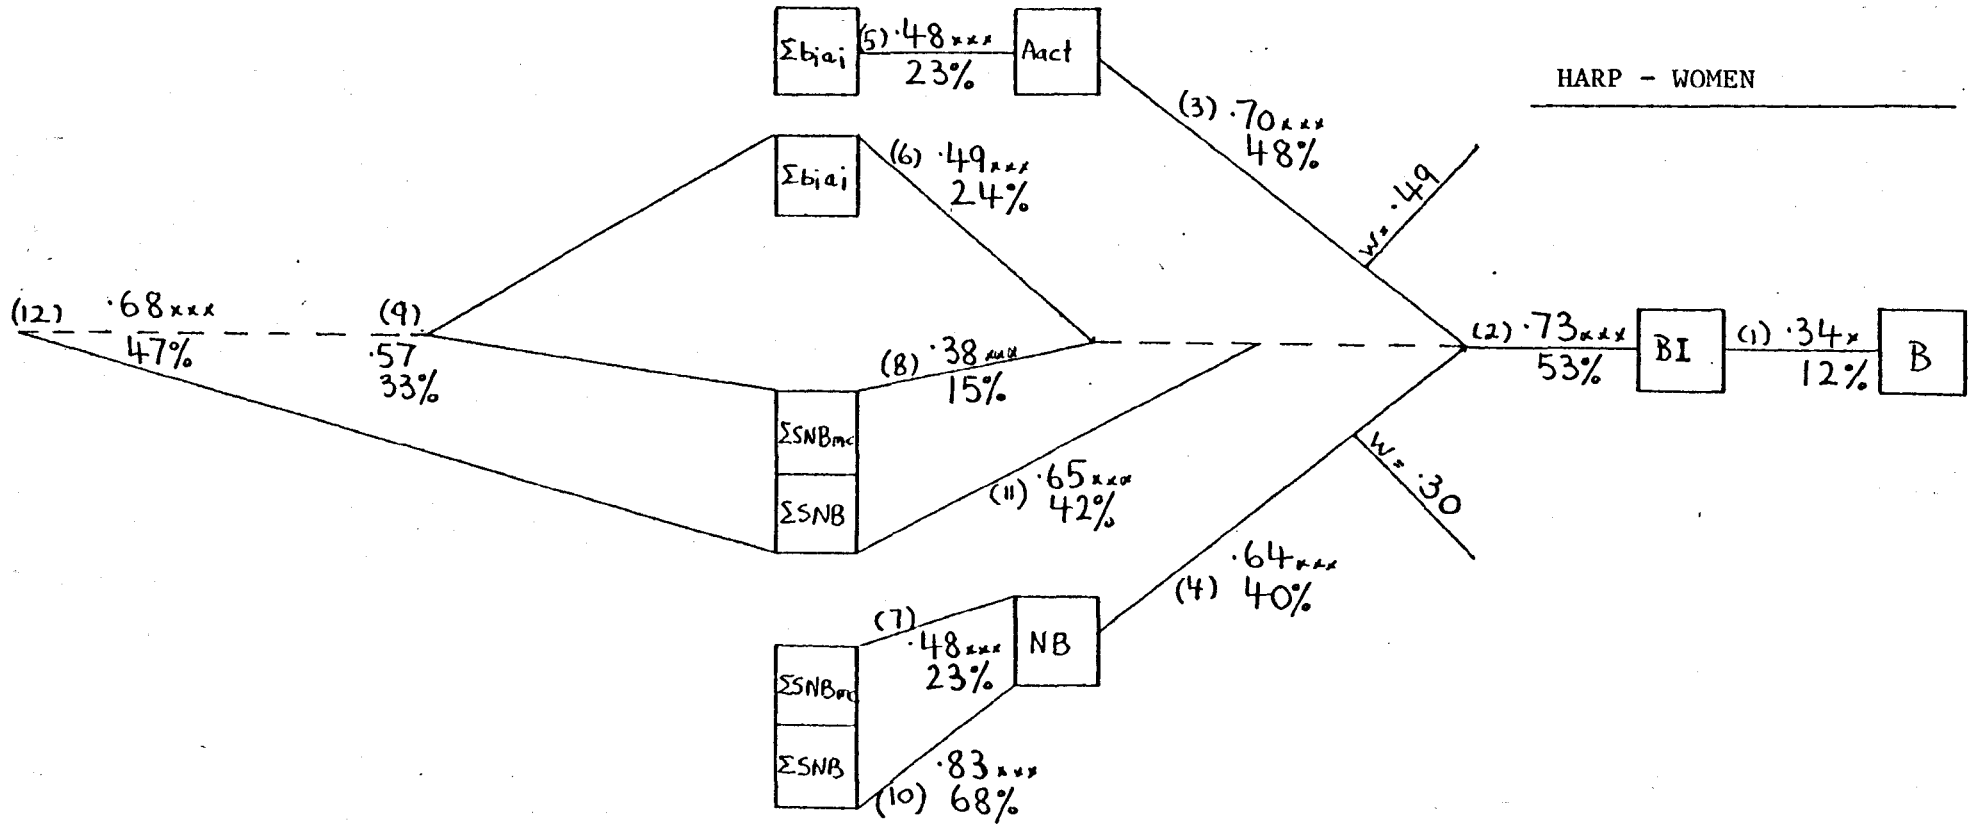 HARP - WOMEN
Σbiai
(5) .48xxx
23%
Aact
(3) .70xxx
48%
Σbiai
(6) .49xxx
24%
w= .49
(12) .68xxx
47%
(9)
.57
33%
(8) .38xxx
15%
(2) .73xxx
53%
BI
(1) .34x
12%
B
ΣSNBmc
ΣSNB
(11) .65xxx
42%
w= .30
.64xxx
(4) 40%
(7)
.48xxx
23%
NB
ΣSNBmc
ΣSNB
.83xxx
(10) 68%